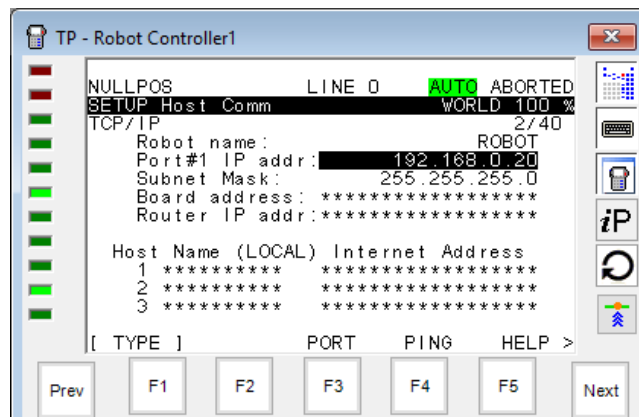 TP - Robot Controller1
NULLPOS LINE 0 AUTO ABORTED
SETUP Host Comm WORLD 100 %
TCP/IP 2/40
Robot name: ROBOT
Port#1 IP addr: 192.168.0.20
Subnet Mask: 255.255.255.0
Board address: ******************
Router IP addr:******************
Host Name (LOCAL) Internet Address
1 ********** ******************
2 ********** ******************
3 ********** ******************
[ TYPE ] PORT PING HELP >
iP
Prev F1 F2 F3 F4 F5 Next